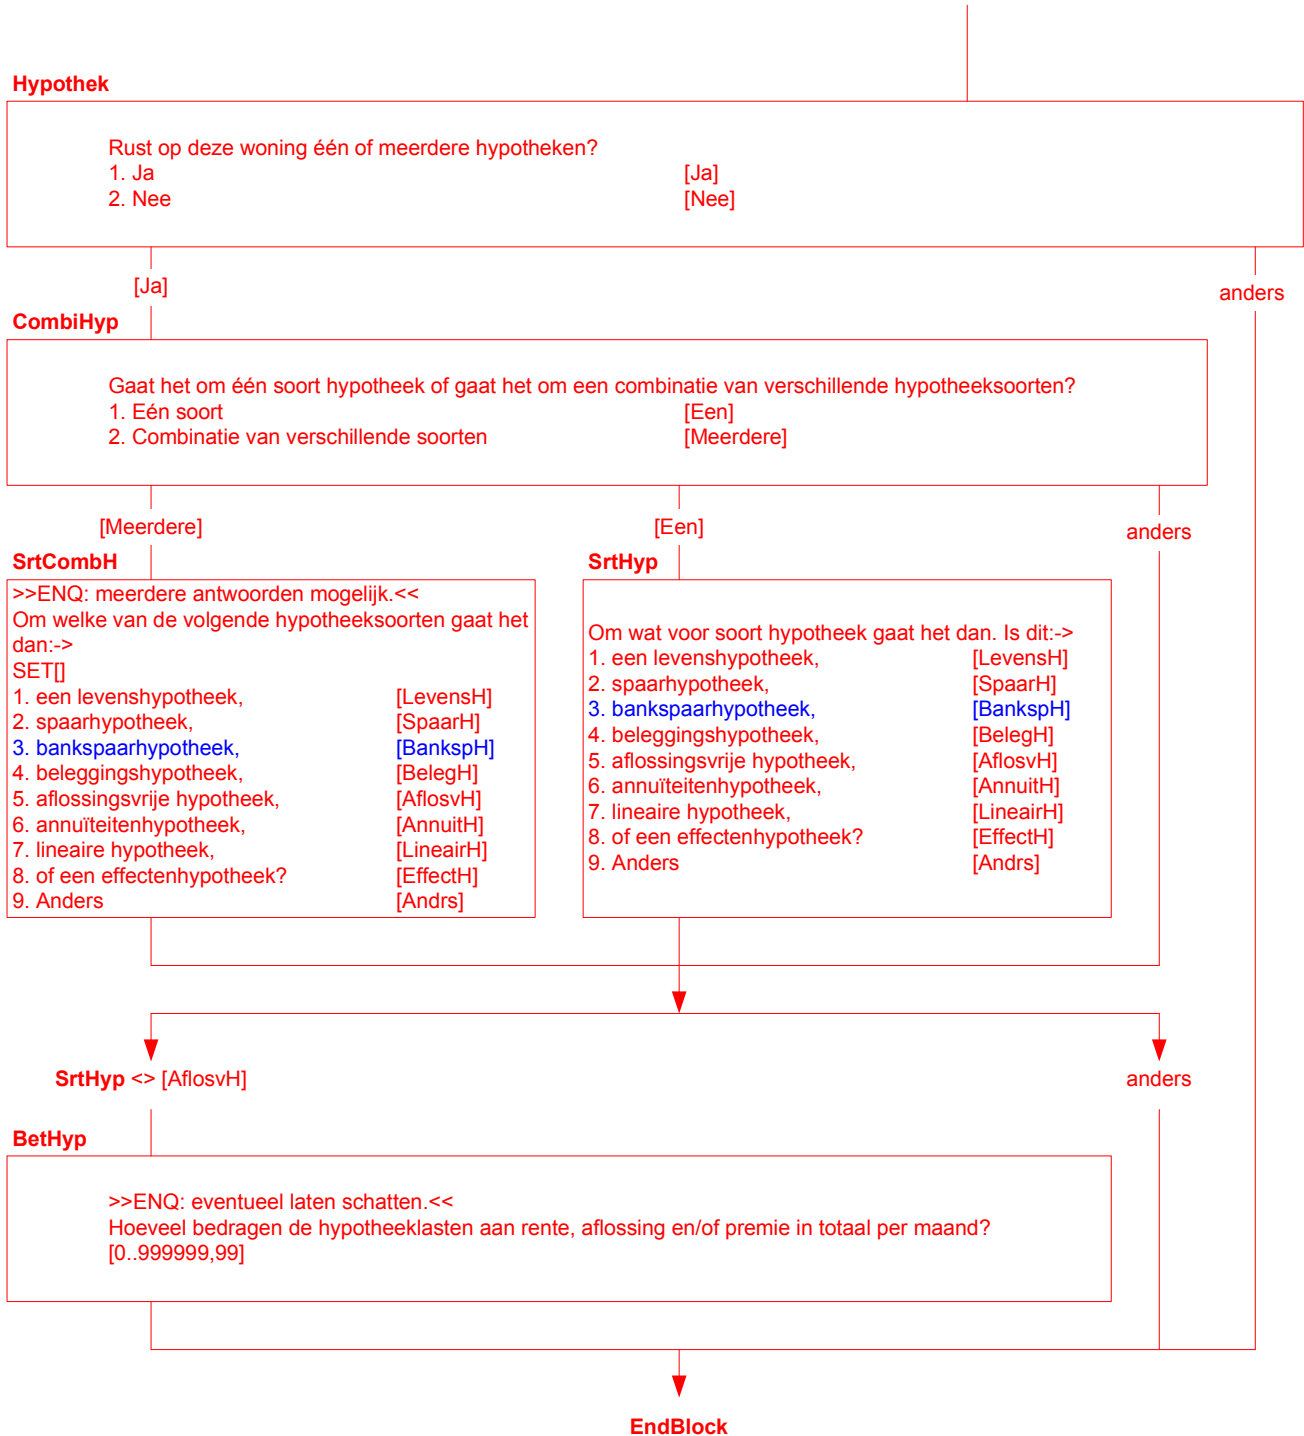 Hypothek
Rust op deze woning één of meerdere hypotheken?
1. Ja [Ja]
2. Nee [Nee]
[Ja]
anders
CombiHyp
Gaat het om één soort hypotheek of gaat het om een combinatie van verschillende hypotheeksoorten?
1. Eén soort [Een]
2. Combinatie van verschillende soorten [Meerdere]
[Meerdere]
[Een]
anders
SrtCombH
>>ENQ: meerdere antwoorden mogelijk.<<
Om welke van de volgende hypotheeksoorten gaat het
dan:->
SET[]
1. een levenshypotheek, [LevensH]
2. spaarhypotheek, [SpaarH]
3. bankspaarhypotheek, [BankspH]
4. beleggingshypotheek, [BelegH]
5. aflossingsvrije hypotheek, [AflosvH]
6. annuïteitenhypotheek, [AnnuitH]
7. lineaire hypotheek, [LineairH]
8. of een effectenhypotheek? [EffectH]
9. Anders [Andrs]
SrtHyp
Om wat voor soort hypotheek gaat het dan. Is dit:->
1. een levenshypotheek, [LevensH]
2. spaarhypotheek, [SpaarH]
3. bankspaarhypotheek, [BankspH]
4. beleggingshypotheek, [BelegH]
5. aflossingsvrije hypotheek, [AflosvH]
6. annuïteitenhypotheek, [AnnuitH]
7. lineaire hypotheek, [LineairH]
8. of een effectenhypotheek? [EffectH]
9. Anders [Andrs]
SrtHyp <> [AflosvH]
anders
BetHyp
>>ENQ: eventueel laten schatten.<<
Hoeveel bedragen de hypotheeklasten aan rente, aflossing en/of premie in totaal per maand?
[0..999999,99]
EndBlock